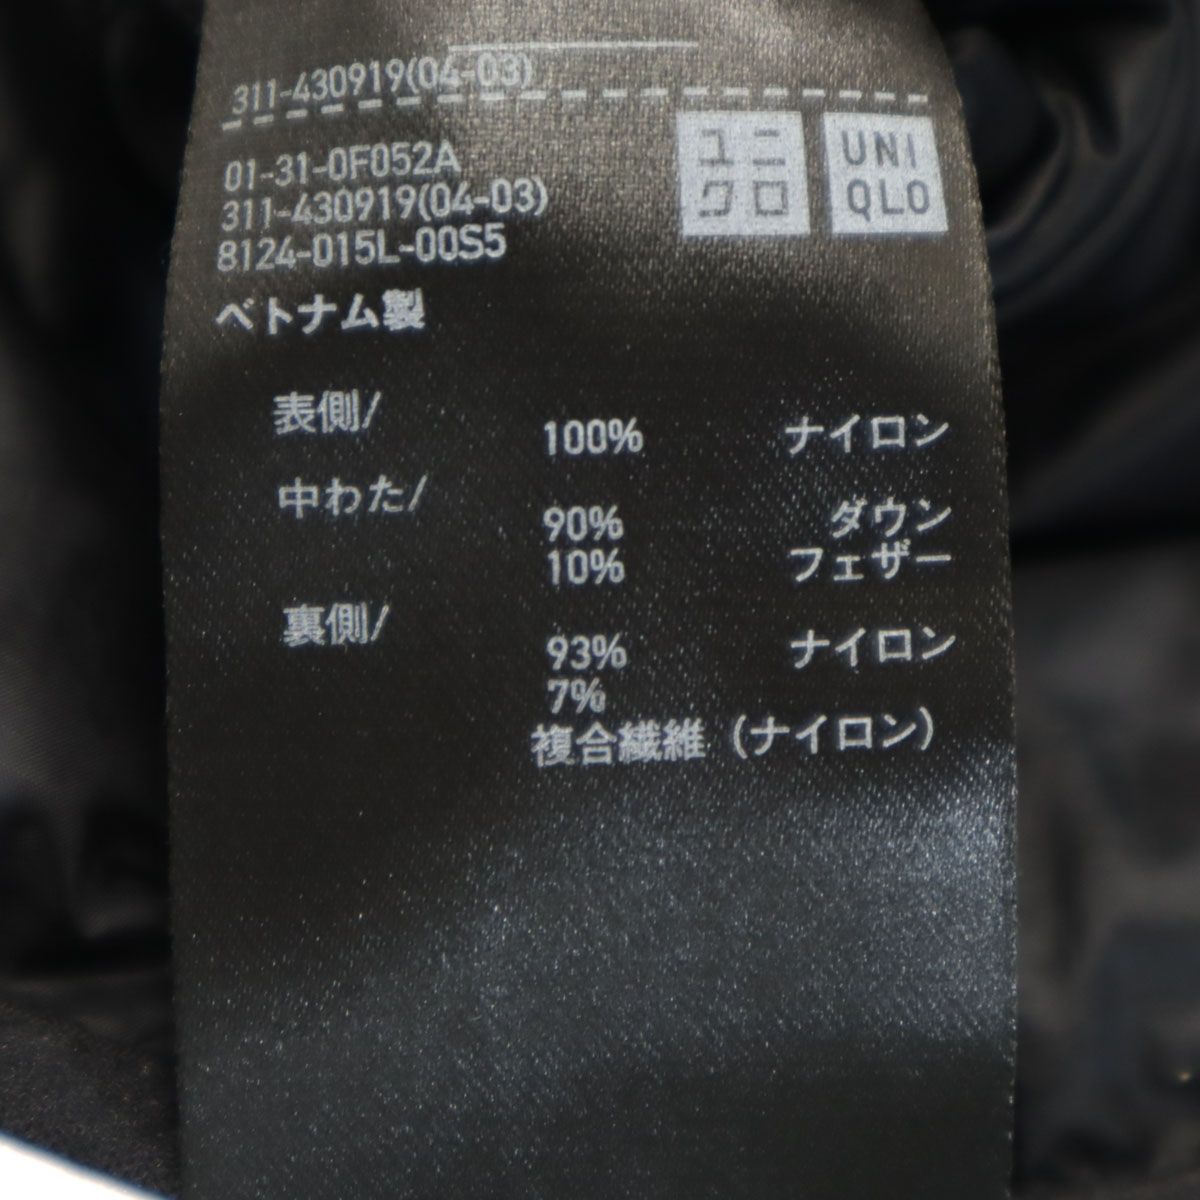 311-430919(04-03)
01-31-0F052A
311-430919(04-03)
8124-015L-00S5
ユニ
クロ
UNI
QLO
ベトナム製
表側/
100% ナイロン
中わた/
90% ダウン
10% フェザー
裏側/
93% ナイロン
7%
複合繊維（ナイロン）